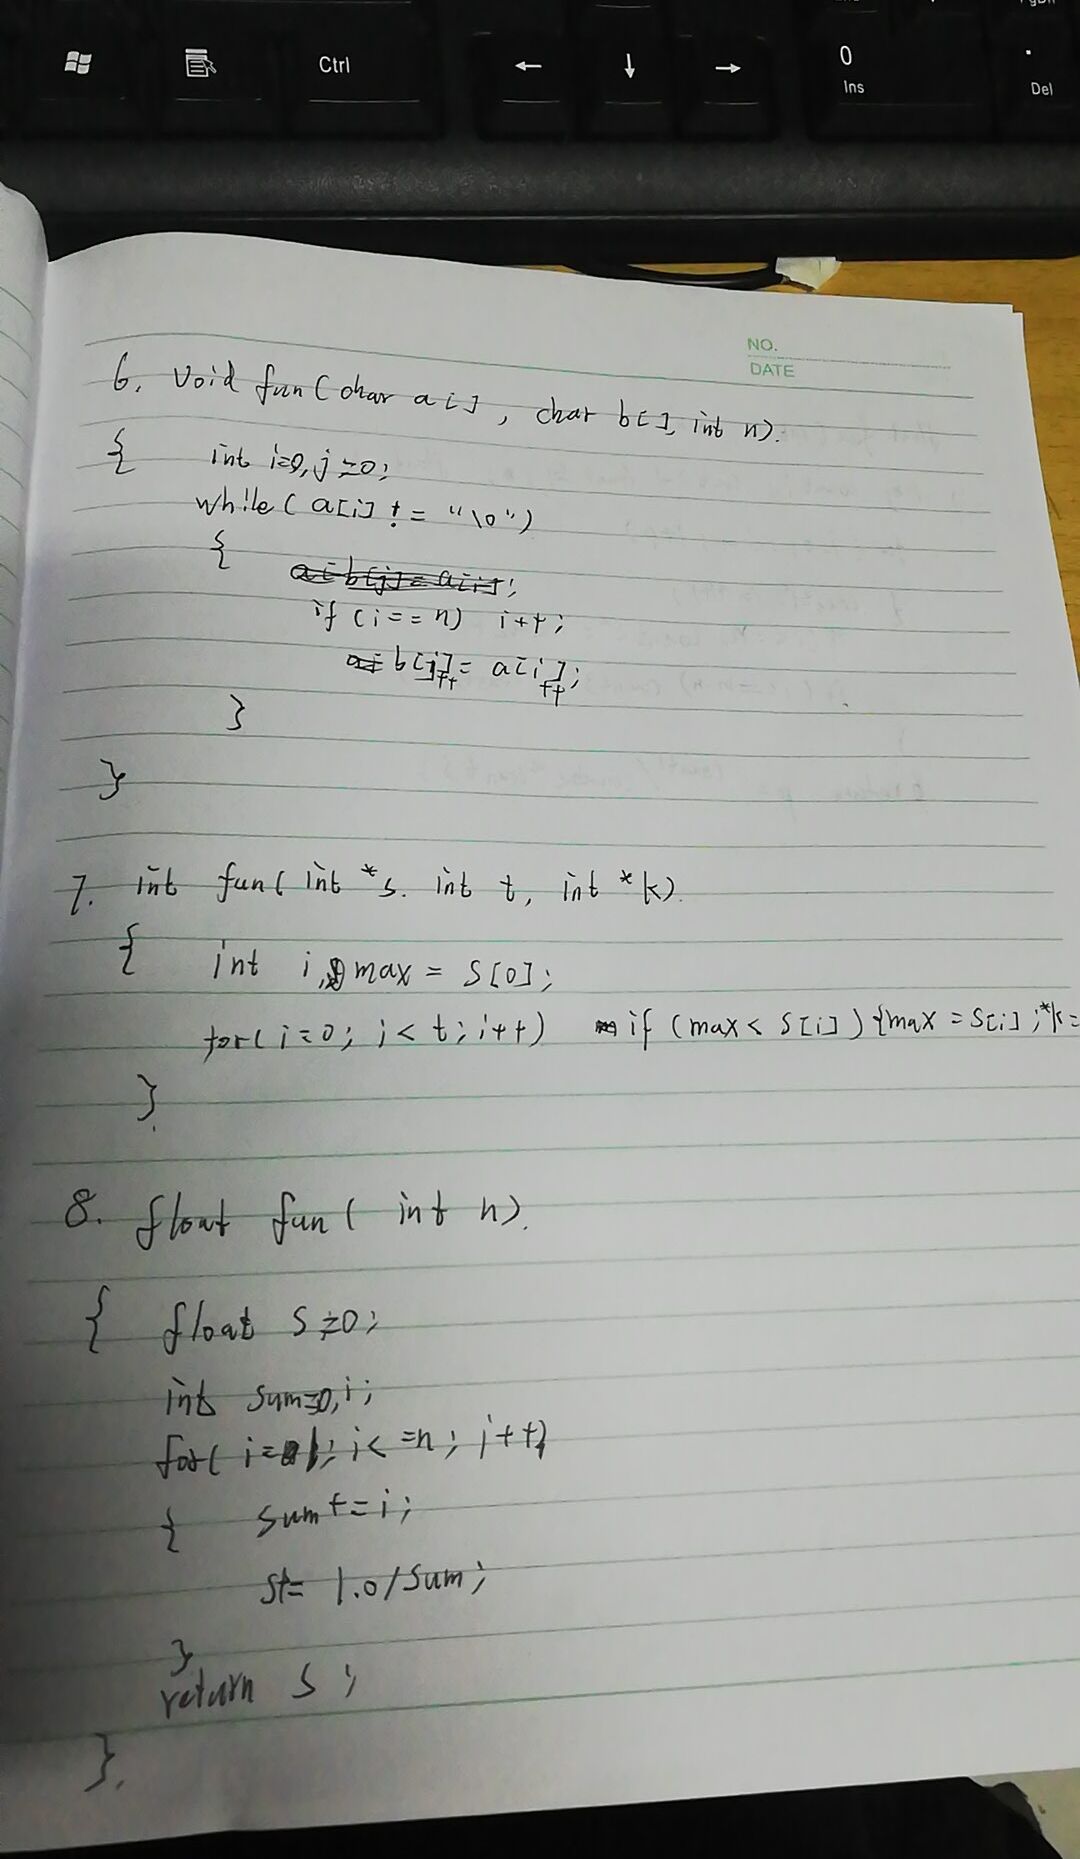 Ctrl
0
Ins
.
Del
NO.
DATE
6. void fun(char a[], char b[], int n).
{ int i=0, j=0;
while( a[i] != "\0")
{
if (i==n) i++;
b[j++]= a[i++];
}
}
7. int fun( int *s. int t, int *k).
{ int i, max = s[0];
for( i=0; i<t; i++) if (max< s[i]) {max = s[i]; *k=
}
8. float fun( int n).
{ float s=0;
int sum=0,i;
for( i=1; i<=n; i++)
{ sum+=i;
s+= 1.0/sum;
}
return s;
}.